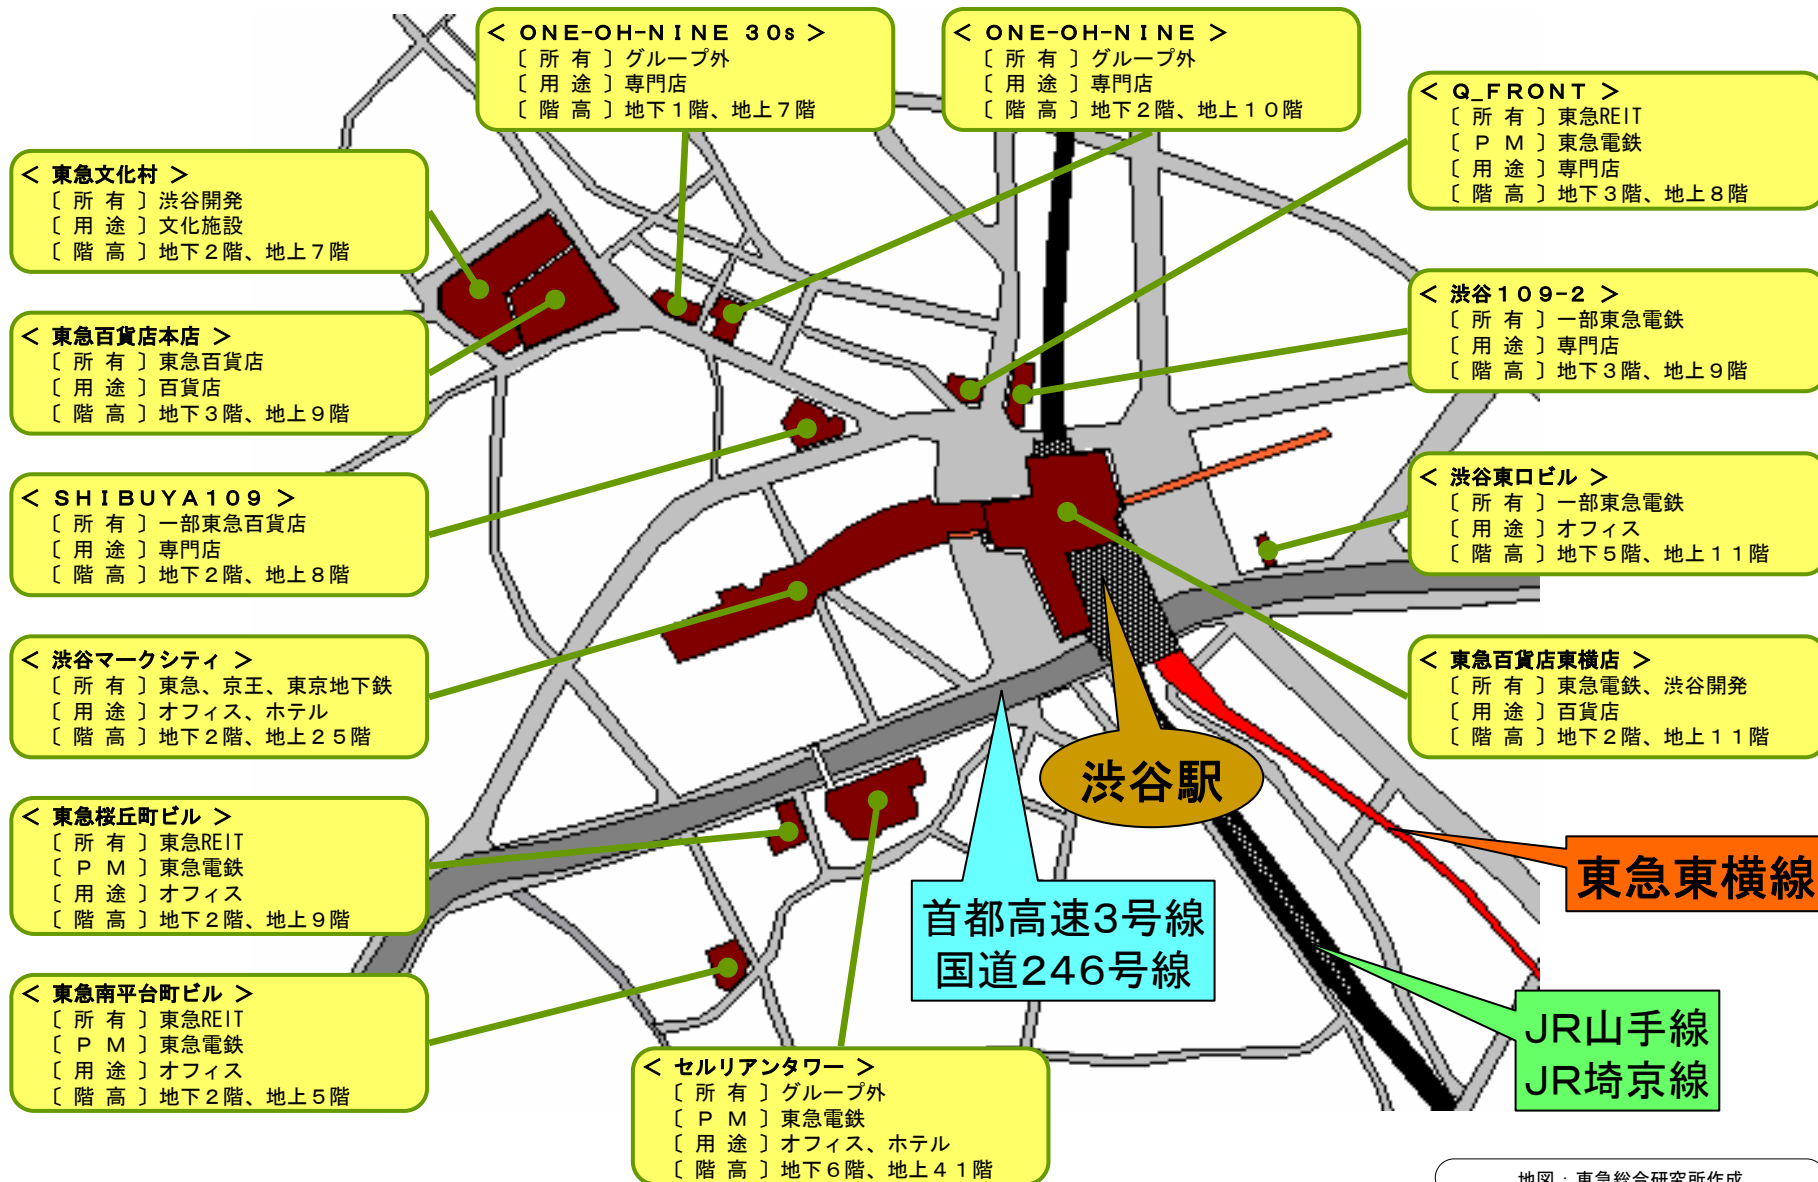 < ONE-OH-NINE 30s >
〔 所 有 〕グループ外
〔 用 途 〕専門店
〔 階 高 〕地下１階、地上７階
< ONE-OH-NINE >
〔 所 有 〕グループ外
〔 用 途 〕専門店
〔 階 高 〕地下２階、地上１０階
< Q_FRONT >
〔 所 有 〕東急REIT
〔 Ｐ Ｍ 〕東急電鉄
〔 用 途 〕専門店
〔 階 高 〕地下３階、地上８階
< 東急文化村 >
〔 所 有 〕渋谷開発
〔 用 途 〕文化施設
〔 階 高 〕地下２階、地上７階
< 渋谷１０９-２ >
〔 所 有 〕一部東急電鉄
〔 用 途 〕専門店
〔 階 高 〕地下３階、地上９階
< 東急百貨店本店 >
〔 所 有 〕東急百貨店
〔 用 途 〕百貨店
〔 階 高 〕地下３階、地上９階
< 渋谷東口ビル >
〔 所 有 〕一部東急電鉄
〔 用 途 〕オフィス
〔 階 高 〕地下５階、地上１１階
< ＳＨＩＢＵＹＡ１０９ >
〔 所 有 〕一部東急百貨店
〔 用 途 〕専門店
〔 階 高 〕地下２階、地上８階
< 渋谷マークシティ >
〔 所 有 〕東急、京王、東京地下鉄
〔 用 途 〕オフィス、ホテル
〔 階 高 〕地下２階、地上２５階
< 東急百貨店東横店 >
〔 所 有 〕東急電鉄、渋谷開発
〔 用 途 〕百貨店
〔 階 高 〕地下２階、地上１１階
渋谷駅
< 東急桜丘町ビル >
〔 所 有 〕東急REIT
〔 Ｐ Ｍ 〕東急電鉄
〔 用 途 〕オフィス
〔 階 高 〕地下２階、地上９階
東急東横線
首都高速3号線
国道246号線
< 東急南平台町ビル >
〔 所 有 〕東急REIT
〔 Ｐ Ｍ 〕東急電鉄
〔 用 途 〕オフィス
〔 階 高 〕地下２階、地上５階
JR山手線
JR埼京線
< セルリアンタワー >
〔 所 有 〕グループ外
〔 Ｐ Ｍ 〕東急電鉄
〔 用 途 〕オフィス、ホテル
〔 階 高 〕地下６階、地上４１階
地図：東急総合研究所作成